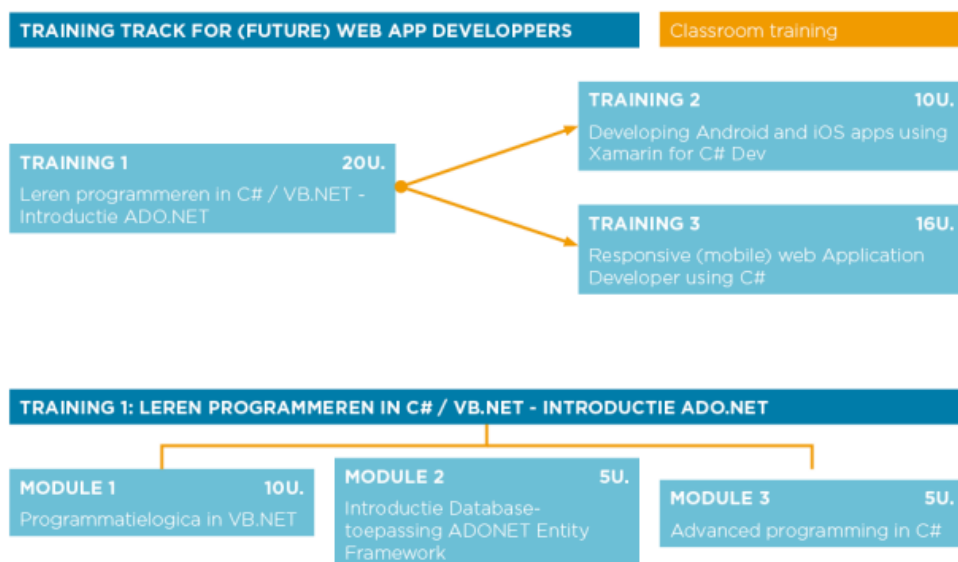 TRAINING TRACK FOR (FUTURE) WEB APP DEVELOPPERS
Classroom training
TRAINING 1 20U.
Leren programmeren in C# / VB.NET -
Introductie ADO.NET
TRAINING 2 10U.
Developing Android and iOS apps using
Xamarin for C# Dev
TRAINING 3 16U.
Responsive (mobile) web Application
Developer using C#
TRAINING 1: LEREN PROGRAMMEREN IN C# / VB.NET - INTRODUCTIE ADO.NET
MODULE 1 10U.
Programmatielogica in VB.NET
MODULE 2 5U.
Introductie Database-
toepassing ADONET Entity
Framework
MODULE 3 5U.
Advanced programming in C#